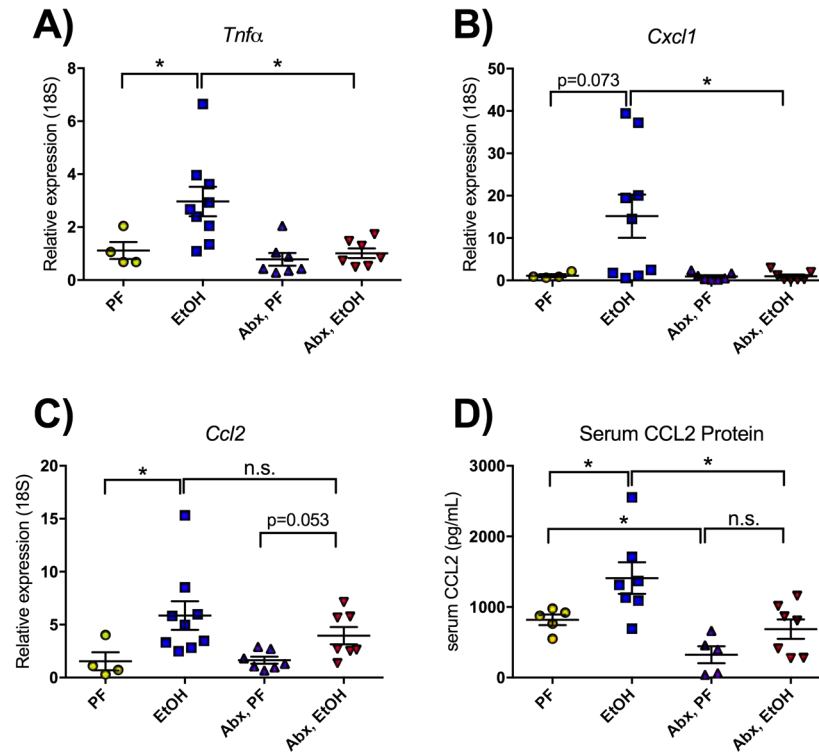 A)
Tnfα
Relative expression (18S)
8
6
4
2
0
*
*
PF
EtOH
Abx, PF
Abx, EtOH
B)
Cxcl1
Relative expression (18S)
50
40
30
20
10
0
p=0.073
*
PF
EtOH
Abx, PF
Abx, EtOH
C)
Ccl2
Relative expression (18S)
20
15
10
5
0
*
n.s.
p=0.053
PF
EtOH
Abx, PF
Abx, EtOH
D)
Serum CCL2 Protein
serum CCL2 (pg/mL)
3000
2000
1000
0
*
*
*
n.s.
PF
EtOH
Abx, PF
Abx, EtOH